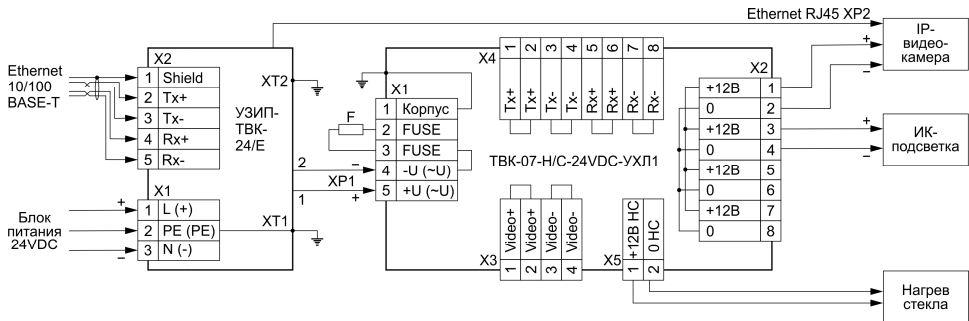 Ethernet RJ45 XP2
IP-
видео-
камера
+
−
Ethernet
10/100
BASE-T
X2
1 Shield
2 Tx+
3 Tx-
4 Rx+
5 Rx-
X1
1 L (+)
2 PE (PE)
3 N (-)
Блок
питания
24VDC
+
−
УЗИП-
ТВК-
24/Е
XT2
XT1
2
XP1
1
−
+
F
X1
1 Корпус
2 FUSE
3 FUSE
4 -U (~U)
5 +U (~U)
X4
1 2 3 4 5 6 7 8
Tx+ Tx+ Tx- Tx- Rx+ Rx+ Rx- Rx-
ТВК-07-Н/С-24VDC-УХЛ1
X3
Video+ Video+ Video- Video-
1 2 3 4
X5
+12В НС 0 НС
1 2
X2
+12В 1
0 2
+12В 3
0 4
+12В 5
0 6
+12В 7
0 8
+
−
ИК-
подсветка
Нагрев
стекла